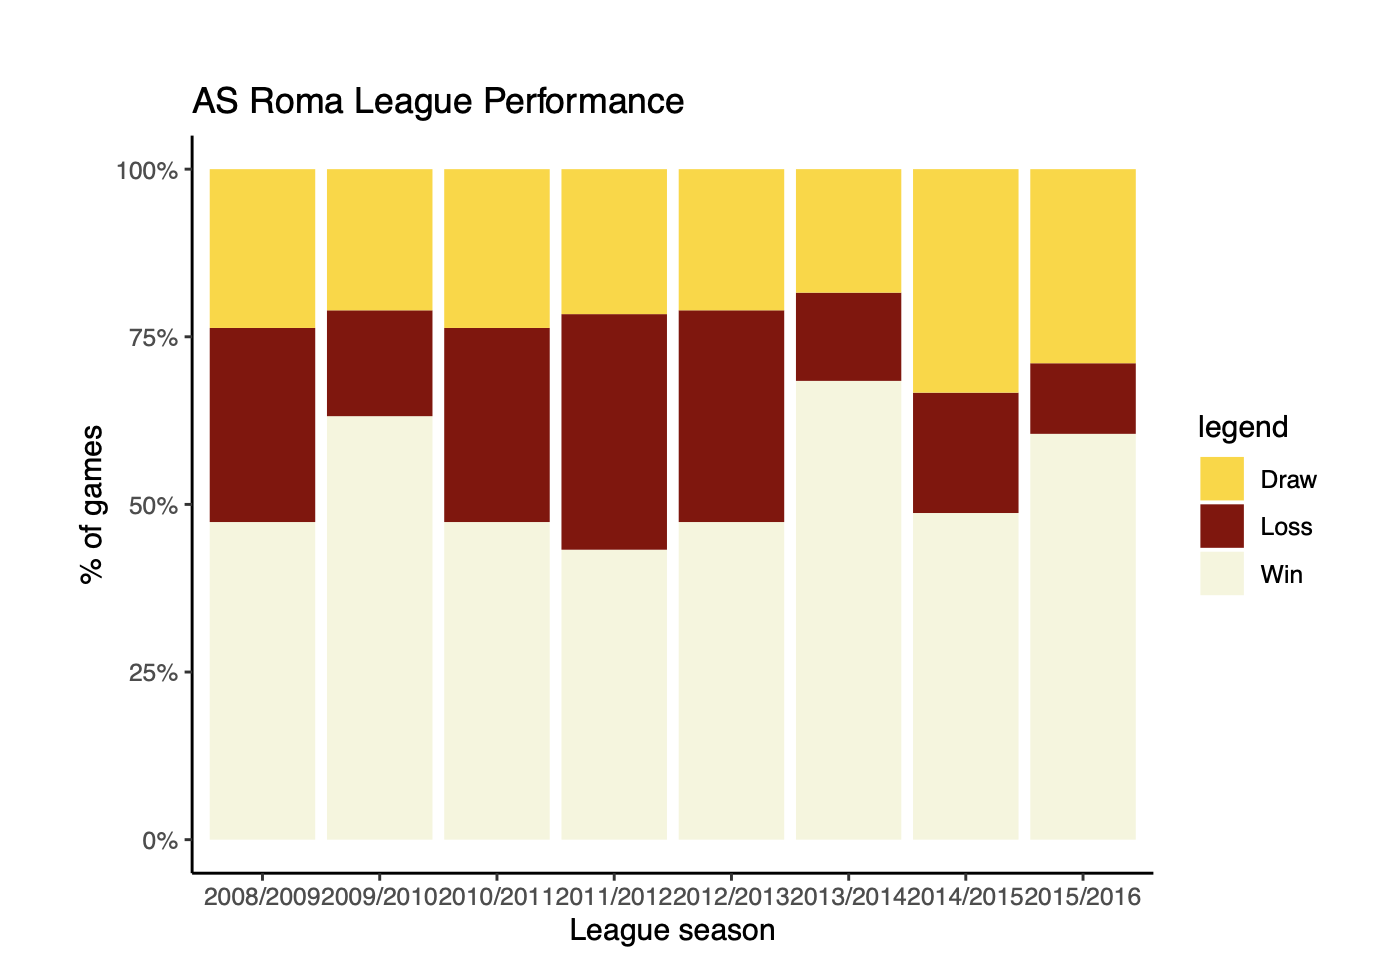 AS Roma League Performance
100%
75%
50%
25%
0%
% of games
2008/2009 2009/2010 2010/2011 2011/2012 2012/2013 2013/2014 2014/2015 2015/2016
League season
legend
Draw
Loss
Win